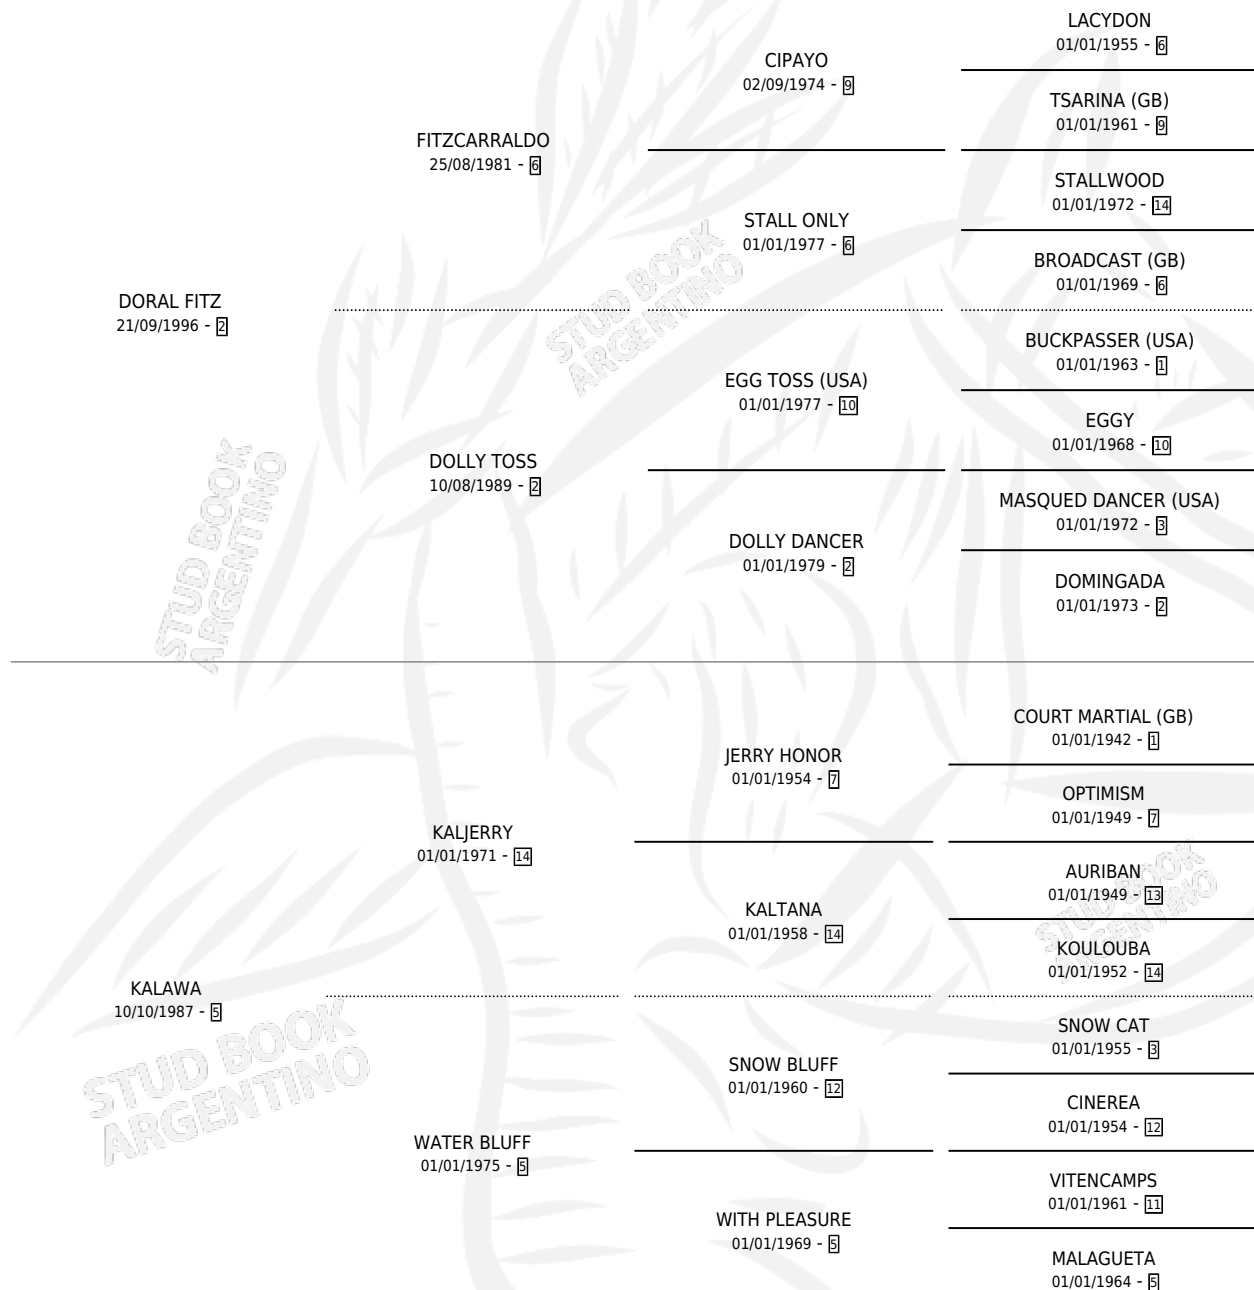 LACYDON
01/01/1955 - 6
CIPAYO
02/09/1974 - 9
TSARINA (GB)
01/01/1961 - 9
FITZCARRALDO
25/08/1981 - 6
STALLWOOD
01/01/1972 - 14
STALL ONLY
01/01/1977 - 6
BROADCAST (GB)
01/01/1969 - 6
DORAL FITZ
21/09/1996 - 2
STUD BOOK
ARGENTINO
BUCKPASSER (USA)
01/01/1963 - 1
EGG TOSS (USA)
01/01/1977 - 10
EGGY
01/01/1968 - 10
DOLLY TOSS
10/08/1989 - 2
MASQUED DANCER (USA)
01/01/1972 - 3
DOLLY DANCER
01/01/1979 - 2
DOMINGADA
01/01/1973 - 2
STUD BOOK
ARGENTINO
COURT MARTIAL (GB)
01/01/1942 - 1
JERRY HONOR
01/01/1954 - 7
OPTIMISM
01/01/1949 - 7
KALJERRY
01/01/1971 - 14
AURIBAN
01/01/1949 - 13
KALTANA
01/01/1958 - 14
STUD BOOK
ARGENTINO
KOULOUBA
01/01/1952 - 14
KALAWA
10/10/1987 - 5
SNOW CAT
01/01/1955 - 3
SNOW BLUFF
01/01/1960 - 12
CINEREA
01/01/1954 - 12
STUD BOOK
ARGENTINO
WATER BLUFF
01/01/1975 - 5
VITENCAMPS
01/01/1961 - 11
WITH PLEASURE
01/01/1969 - 5
MALAGUETA
01/01/1964 - 5